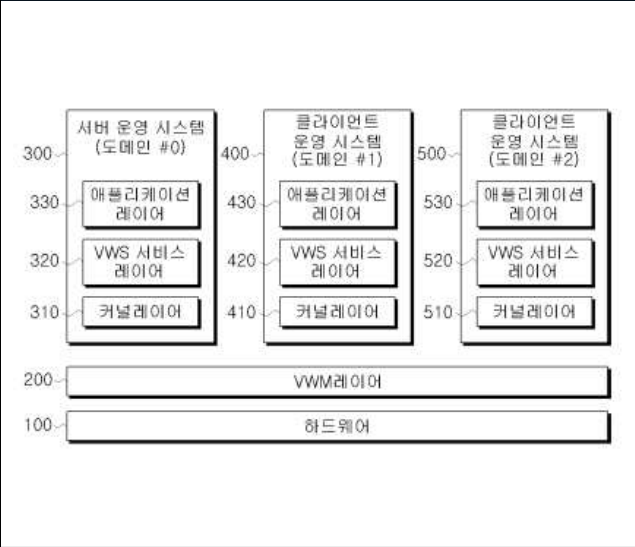 서버 운영 시스템
(도메인 #0)
300
330
애플리케이션
레이어
320
VWS 서비스
레이어
310
커널레이어
클라이언트
운영 시스템
(도메인 #1)
400
430
애플리케이션
레이어
420
VWS 서비스
레이어
410
커널레이어
클라이언트
운영 시스템
(도메인 #2)
500
530
애플리케이션
레이어
520
VWS 서비스
레이어
510
커널레이어
200
VWM레이어
100
하드웨어